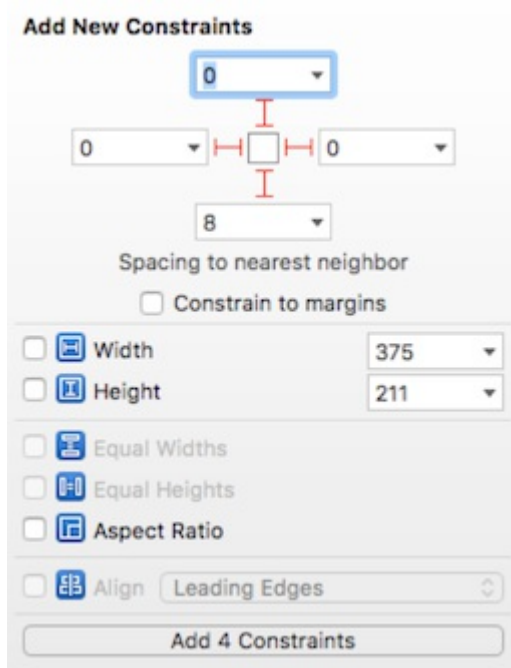 Add New Constraints
0
0 0
8
Spacing to nearest neighbor
Constrain to margins
Width 375
Height 211
Equal Widths
Equal Heights
Aspect Ratio
Align Leading Edges
Add 4 Constraints